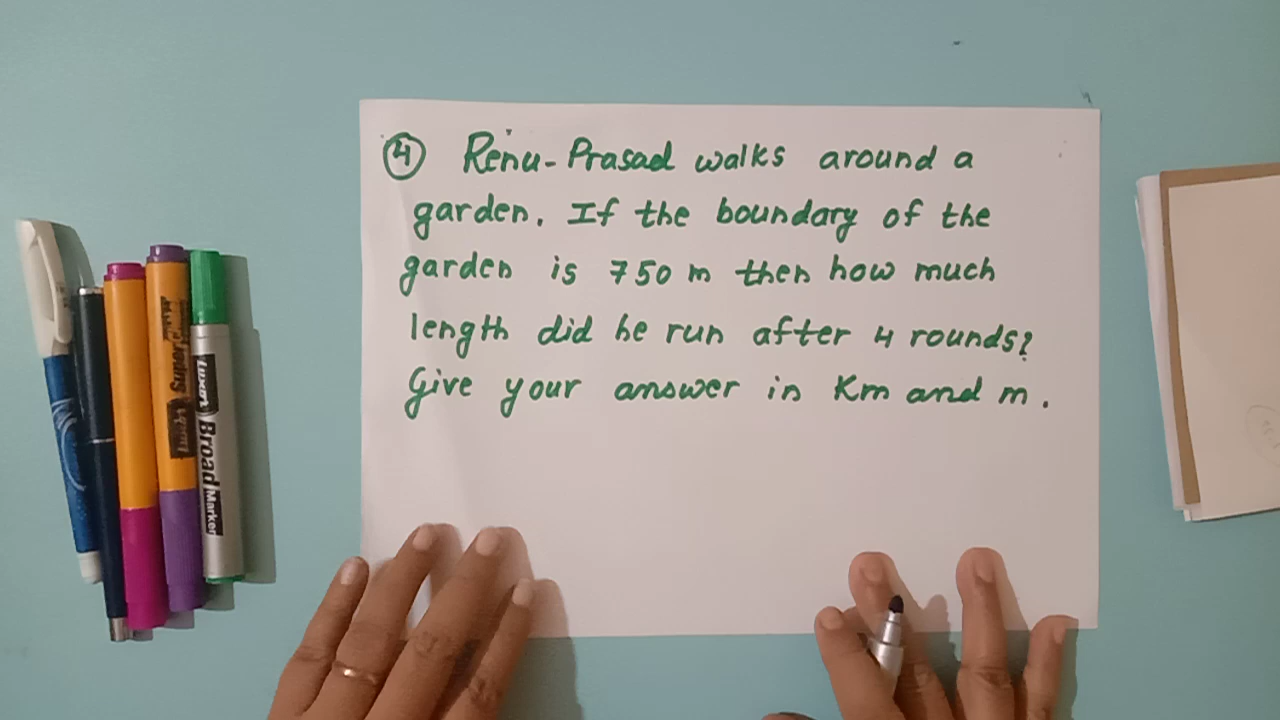 4 Renu-Prasad walks around a
garden. If the boundary of the
garden is 750 m then how much
length did he run after 4 rounds?
Give your answer in Km and m.
Luxor Broad Marker